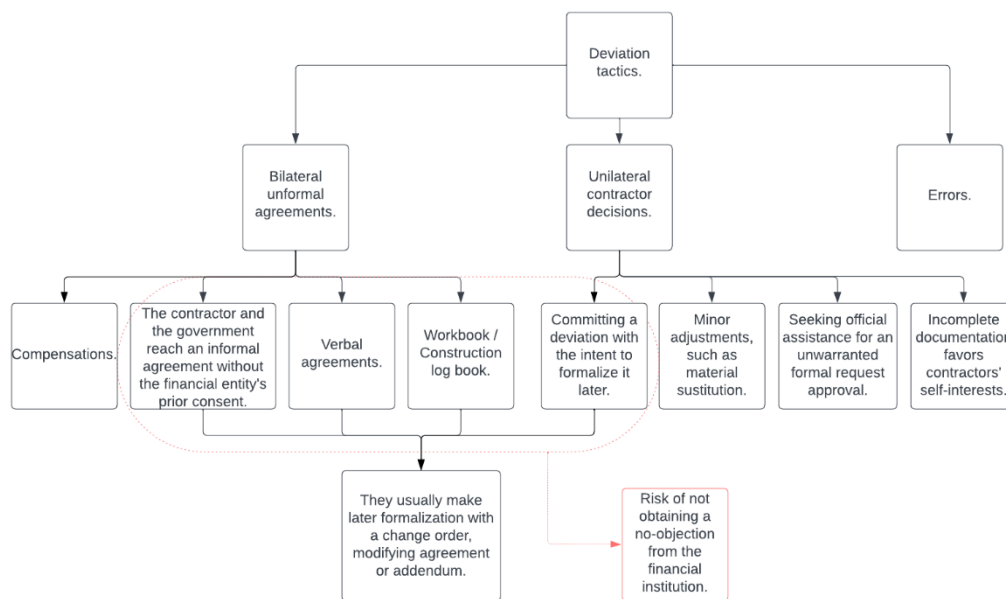 Deviation
tactics.
Bilateral
unformal
agreements.
Unilateral
contractor
decisions.
Errors.
Compensations.
The contractor and
the government
reach an informal
agreement without
the financial entity's
prior consent.
Verbal
agreements.
Workbook /
Construction
log book.
Committing a
deviation with
the intent to
formalize it
later.
Minor
adjustments,
such as
material
sustitution.
Seeking official
assistance for an
unwarranted
formal request
approval.
Incomplete
documentation
favors
contractors'
self-interests.
They usually make
later formalization with
a change order,
modifying agreement
or addendum.
Risk of not
obtaining a
no-objection
from the
financial
institution.